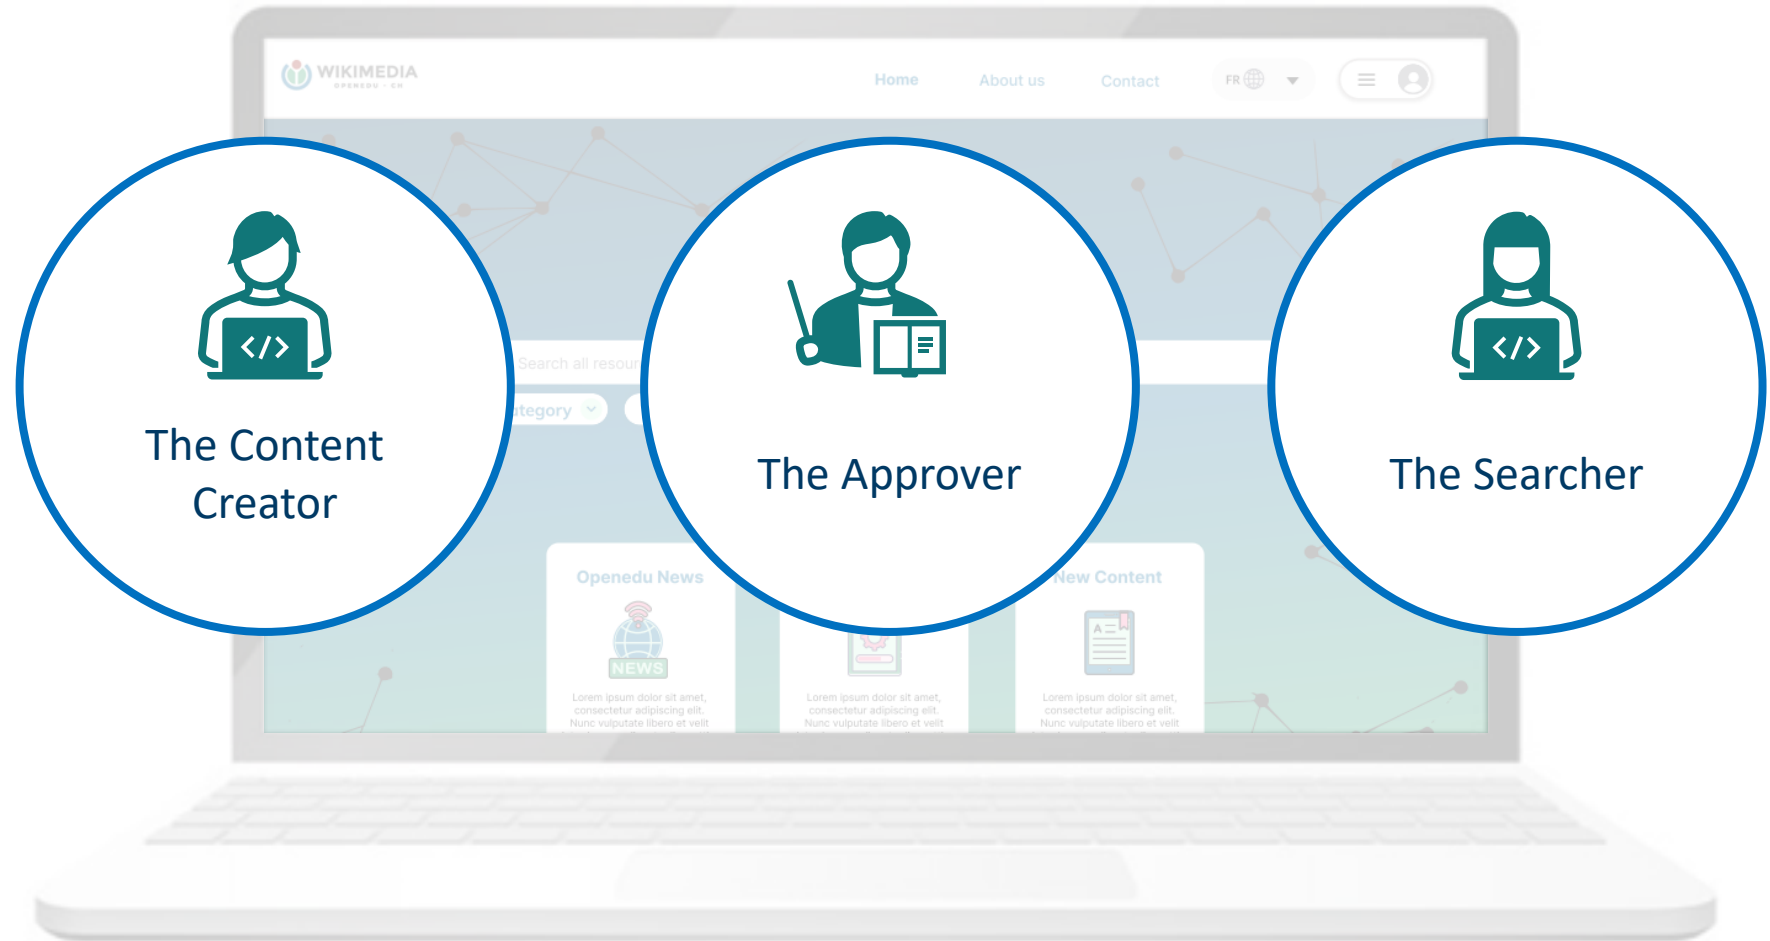 WIKIMEDIA
OPENEDU - CH
Home
About us
Contact
FR
</>
</>
The Content
Creator
The Approver
The Searcher
Search all
Openedu News
NEWS
Lorem ipsum dolor sit amet,
consectetur adipiscing elit.
Nunc vulputate libero et velit
Lorem ipsum dolor sit amet,
consectetur adipiscing elit.
Nunc vulputate libero et velit
New Content
A
Lorem ipsum dolor sit amet,
consectetur adipiscing elit.
Nunc vulputate libero et velit